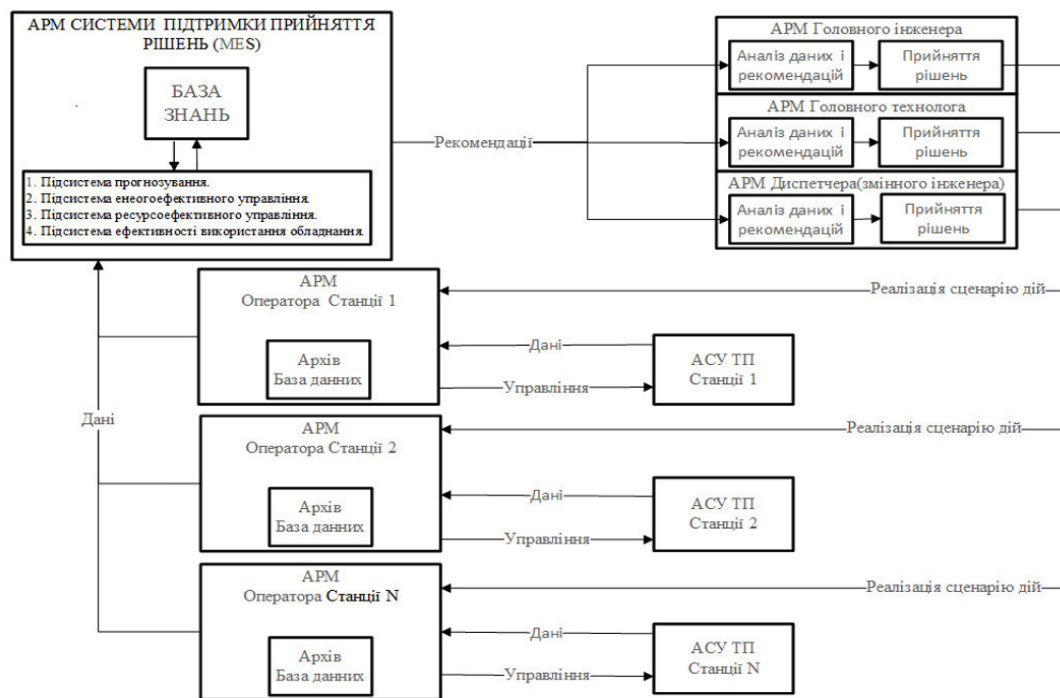 АРМ СИСТЕМИ ПІДТРИМКИ ПРИЙНЯТТЯ
РІШЕНЬ (MES)
БАЗА
ЗНАНЬ
1. Підсистема прогнозування.
2. Підсистема енеогоефективного управління.
3. Підсистема ресурсоефективного управління.
4. Підсистема ефективності використання обладнання.
Рекомендації
АРМ Головного інженера
Аналіз даних і
рекомендацій
Прийняття
рішень
АРМ Головного технолога
Аналіз даних і
рекомендацій
Прийняття
рішень
АРМ Диспетчера(змінного інженера)
Аналіз даних і
рекомендацій
Прийняття
рішень
АРМ
Оператора Станції 1
Архів
База данних
Реалізація сценарію дій
Дані
Управління
АСУ ТП
Станції 1
Дані
АРМ
Оператора Станції 2
Архів
База данних
Реалізація сценарію дій
Дані
Управління
АСУ ТП
Станції 2
АРМ
Оператора Станції N
Архів
База данних
Реалізація сценарію дій
Дані
Управління
АСУ ТП
Станції N